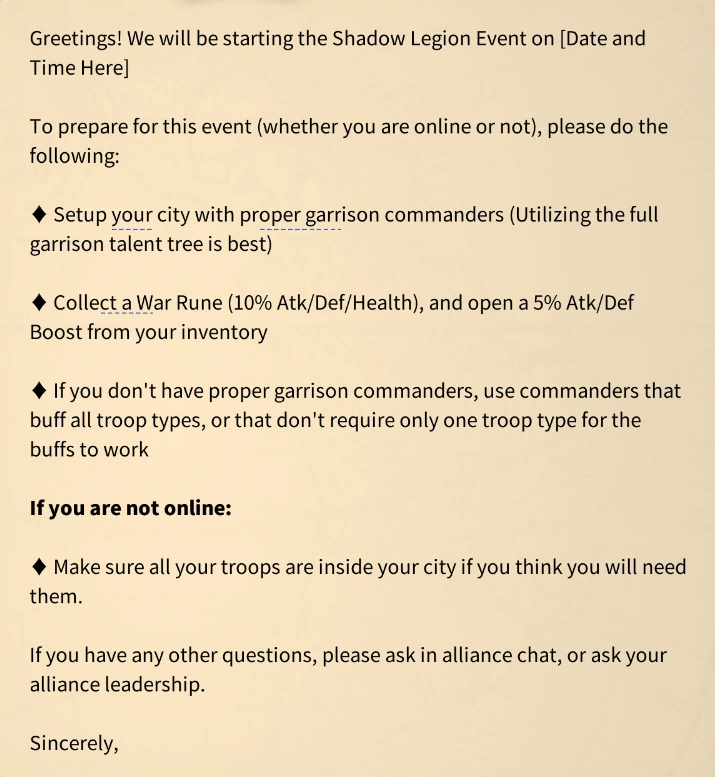 Greetings! We will be starting the Shadow Legion Event on [Date and
Time Here]
To prepare for this event (whether you are online or not), please do the
following:
♦ Setup your city with proper garrison commanders (Utilizing the full
garrison talent tree is best)
♦ Collect a War Rune (10% Atk/Def/Health), and open a 5% Atk/Def
Boost from your inventory
♦ If you don't have proper garrison commanders, use commanders that
buff all troop types, or that don't require only one troop type for the
buffs to work
If you are not online:
♦ Make sure all your troops are inside your city if you think you will need
them.
If you have any other questions, please ask in alliance chat, or ask your
alliance leadership.
Sincerely,